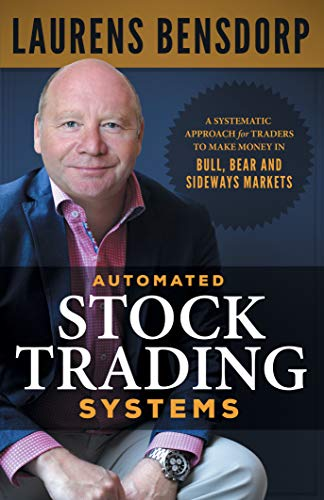 LAURENS BENSDORP
A SYSTEMATIC
APPROACH for TRADERS
TO MAKE MONEY IN
BULL, BEAR AND
SIDEWAYS MARKETS
AUTOMATED
STOCK
TRADING
SYSTEMS